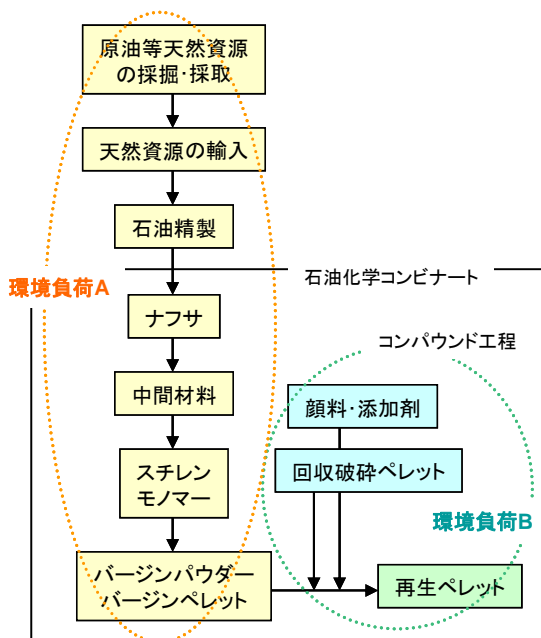 原油等天然資源
の採掘・採取
天然資源の輸入
石油精製
環境負荷A
石油化学コンビナート
ナフサ
コンパウンド工程
中間材料
顔料・添加剤
スチレン
モノマー
回収破砕ペレット
環境負荷B
バージンパウダー
バージンペレット
再生ペレット